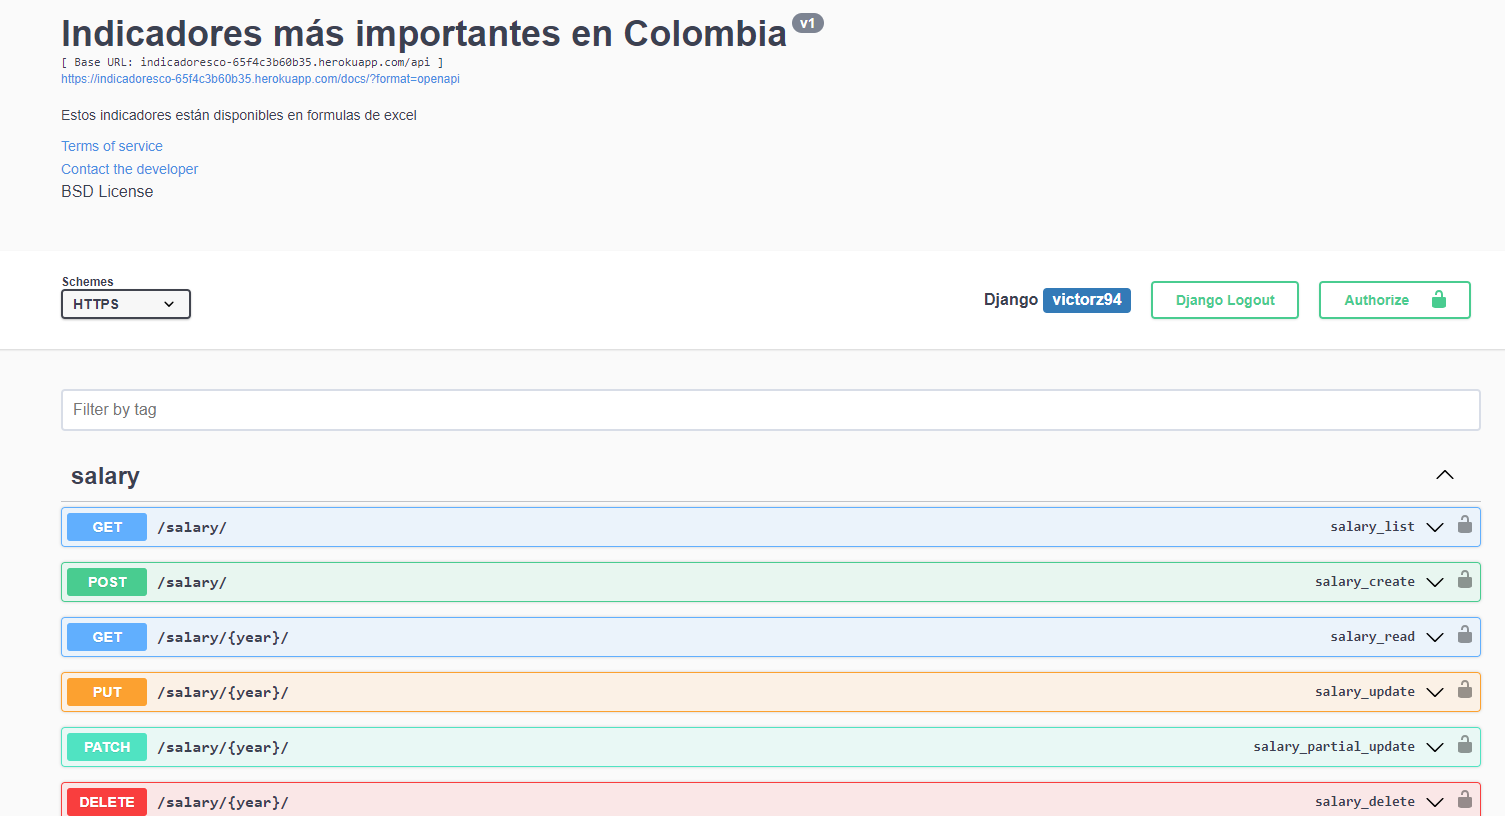 Indicadores más importantes en Colombia v1
[ Base URL: indicadoresco-65f4c3b60b35.herokuapp.com/api ]
https://indicadoresco-65f4c3b60b35.herokuapp.com/docs/?format=openapi
Estos indicadores están disponibles en formulas de excel
Terms of service
Contact the developer
BSD License
Schemes
HTTPS
Django victorz94
Django Logout
Authorize
Filter by tag
salary
GET /salary/ salary_list
POST /salary/ salary_create
GET /salary/{year}/ salary_read
PUT /salary/{year}/ salary_update
PATCH /salary/{year}/ salary_partial_update
DELETE /salary/{year}/ salary_delete